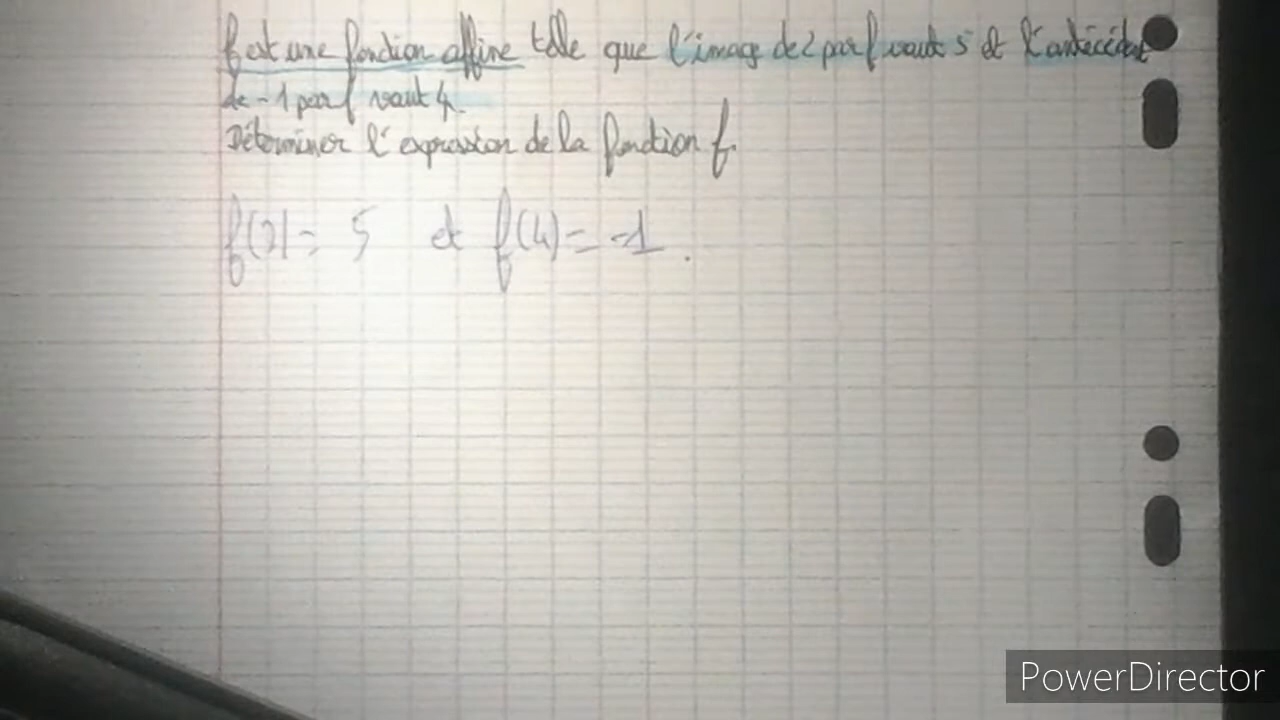 f est une fonction affine telle que l'image de 2 par f vaut 5 et l'antécédent
de -1 par f vaut 4.
Déterminer l'expression de la fonction f.
f(2) = 5 et f(4) = -1.
PowerDirector